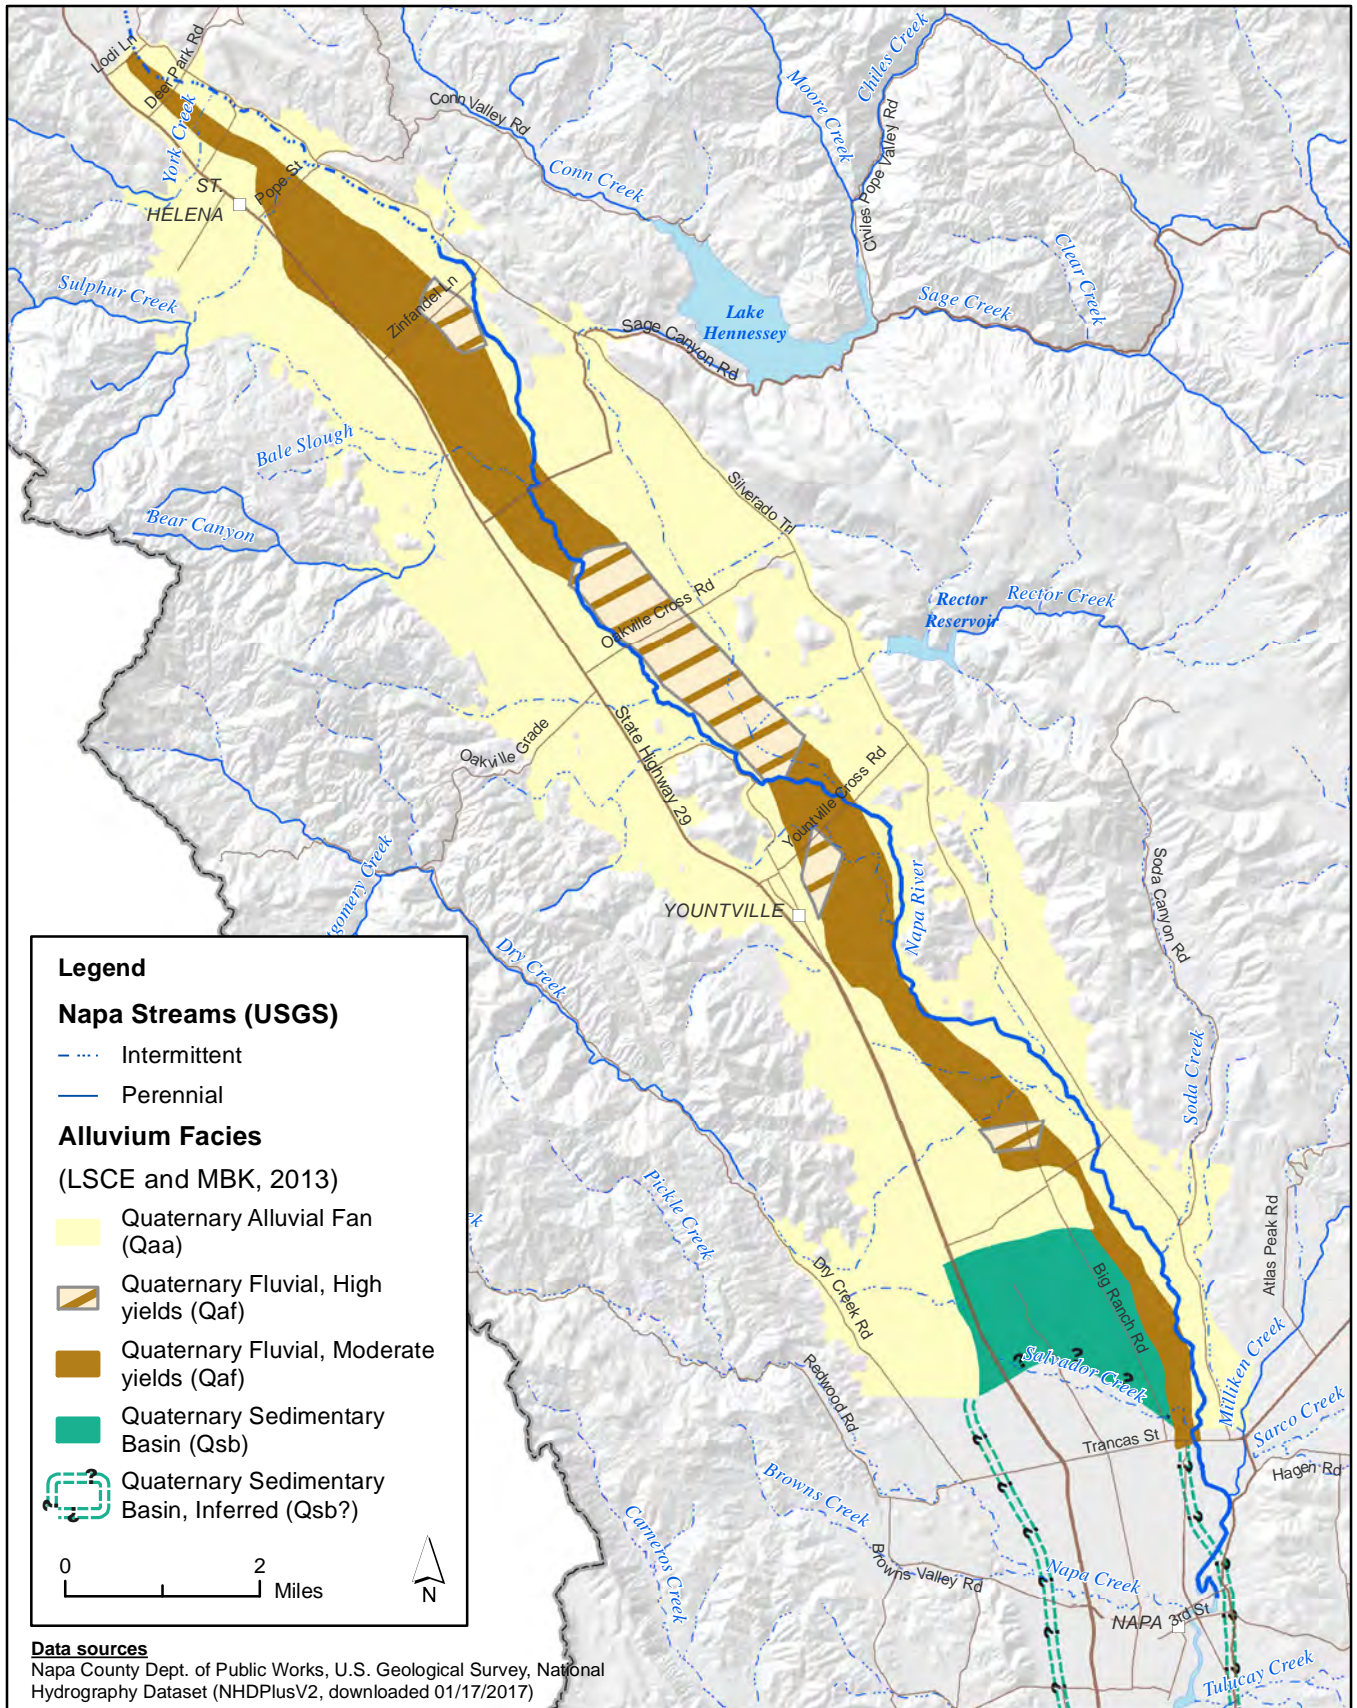 Lodi Ln
Deer Park Rd
York Creek
ST.
HELENA
Pope St
Conn Valley Rd
Conn Creek
Moore Creek
Chiles Creek
Chiles Pope Valley Rd
Clear Creek
Sage Creek
Lake
Hennessey
Sage Canyon Rd
Sulphur Creek
Zinfandel Ln
Bale Slough
Bear Canyon
Silverado Trl
Oakville Cross Rd
Rector
Reservoir
Rector Creek
Oakville Grade
State Highway 29
Yountville Cross Rd
YOUNTVILLE
Napa River
Soda Canyon Rd
Soda Creek
Dry Creek
Pickle Creek
Dry Creek Rd
Atlas Peak Rd
Big Ranch Rd
Salvador Creek
? ? ?
Milliken Creek
Sarco Creek
Hagen Rd
Trancas St
Redwood Rd
Browns Creek
Carneros Creek
Browns Valley Rd
Napa Creek
NAPA
3rd St
Tulucay Creek
Legend
Napa Streams (USGS)
Intermittent
Perennial
Alluvium Facies
(LSCE and MBK, 2013)
Quaternary Alluvial Fan
(Qaa)
Quaternary Fluvial, High
yields (Qaf)
Quaternary Fluvial, Moderate
yields (Qaf)
Quaternary Sedimentary
Basin (Qsb)
Quaternary Sedimentary
Basin, Inferred (Qsb?)
0 2
Miles
N
Data sources
Napa County Dept. of Public Works, U.S. Geological Survey, National
Hydrography Dataset (NHDPlusV2, downloaded 01/17/2017)